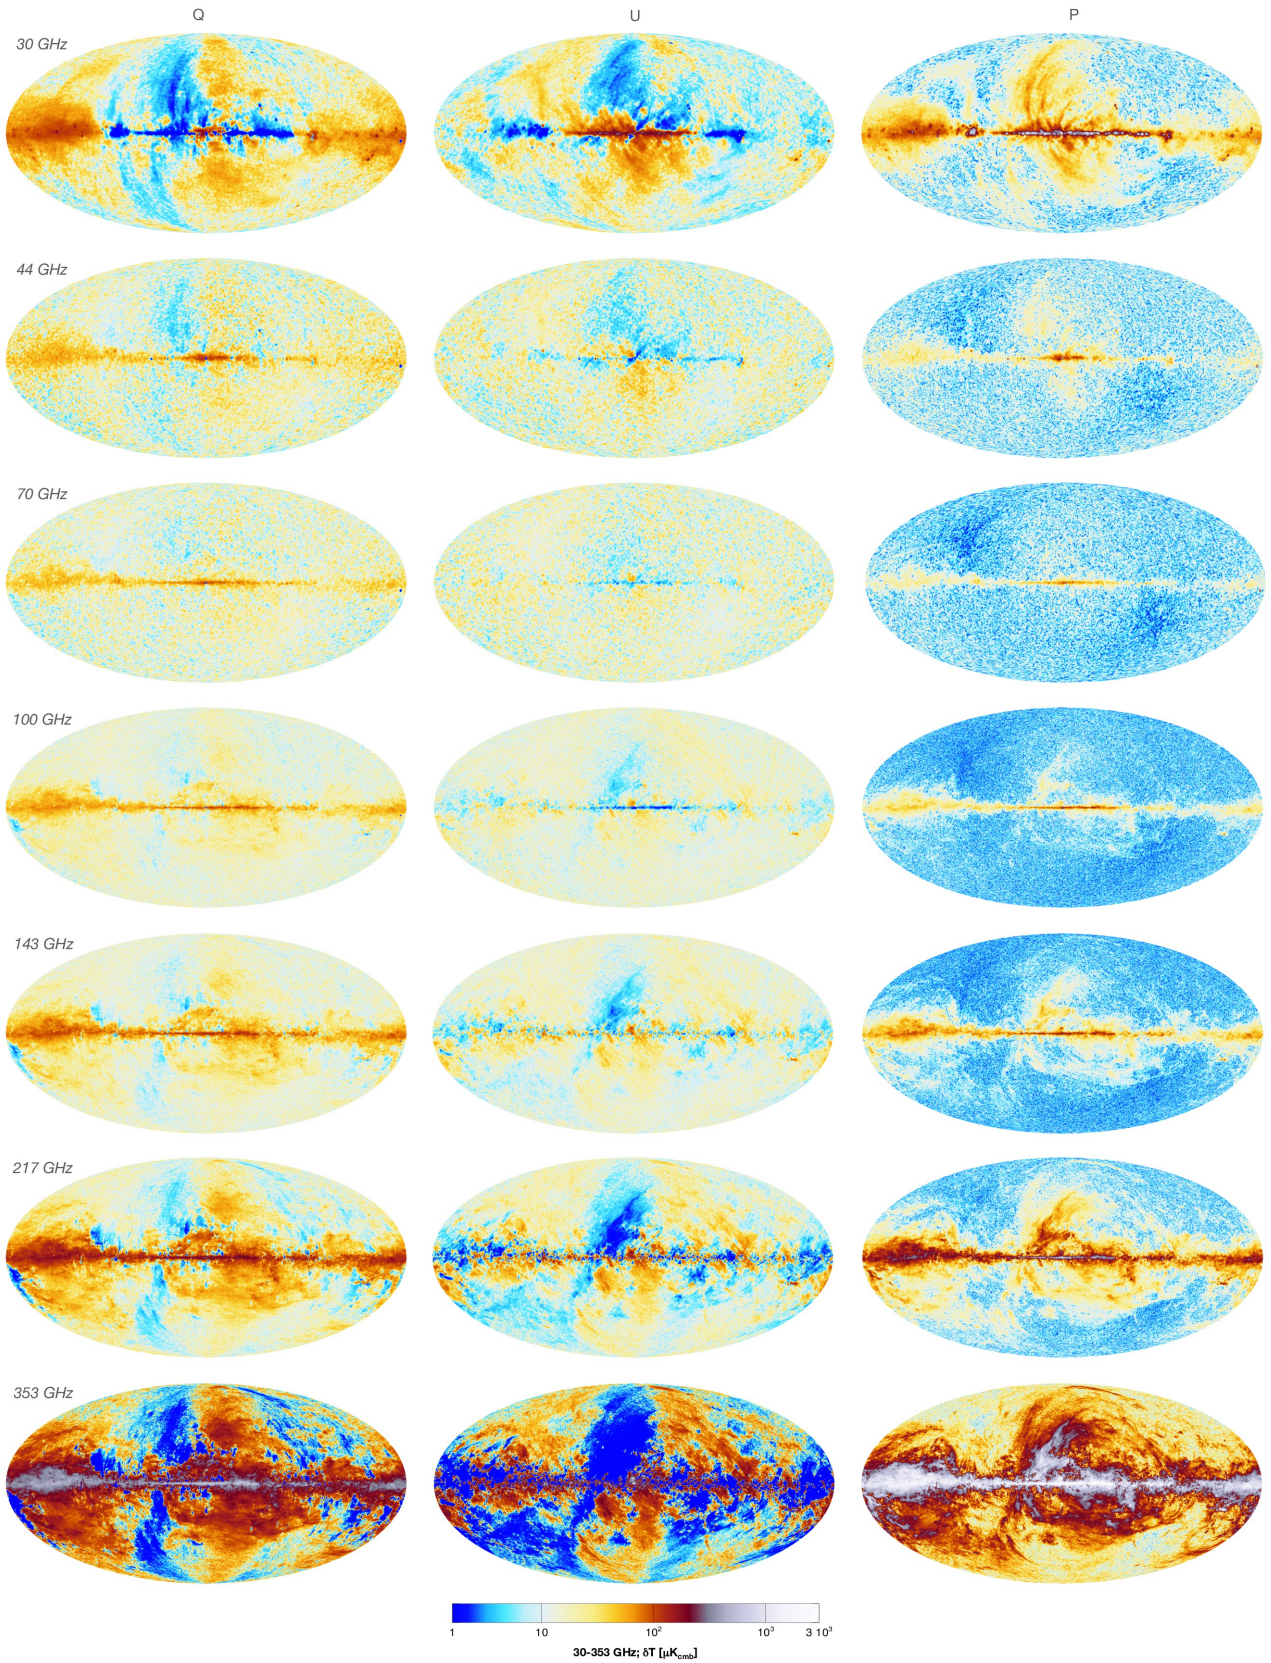 Q U P
30 GHz
44 GHz
70 GHz
100 GHz
143 GHz
217 GHz
353 GHz
1 10 10² 10³ 3 10³
30-353 GHz; δT [μK_cmb]